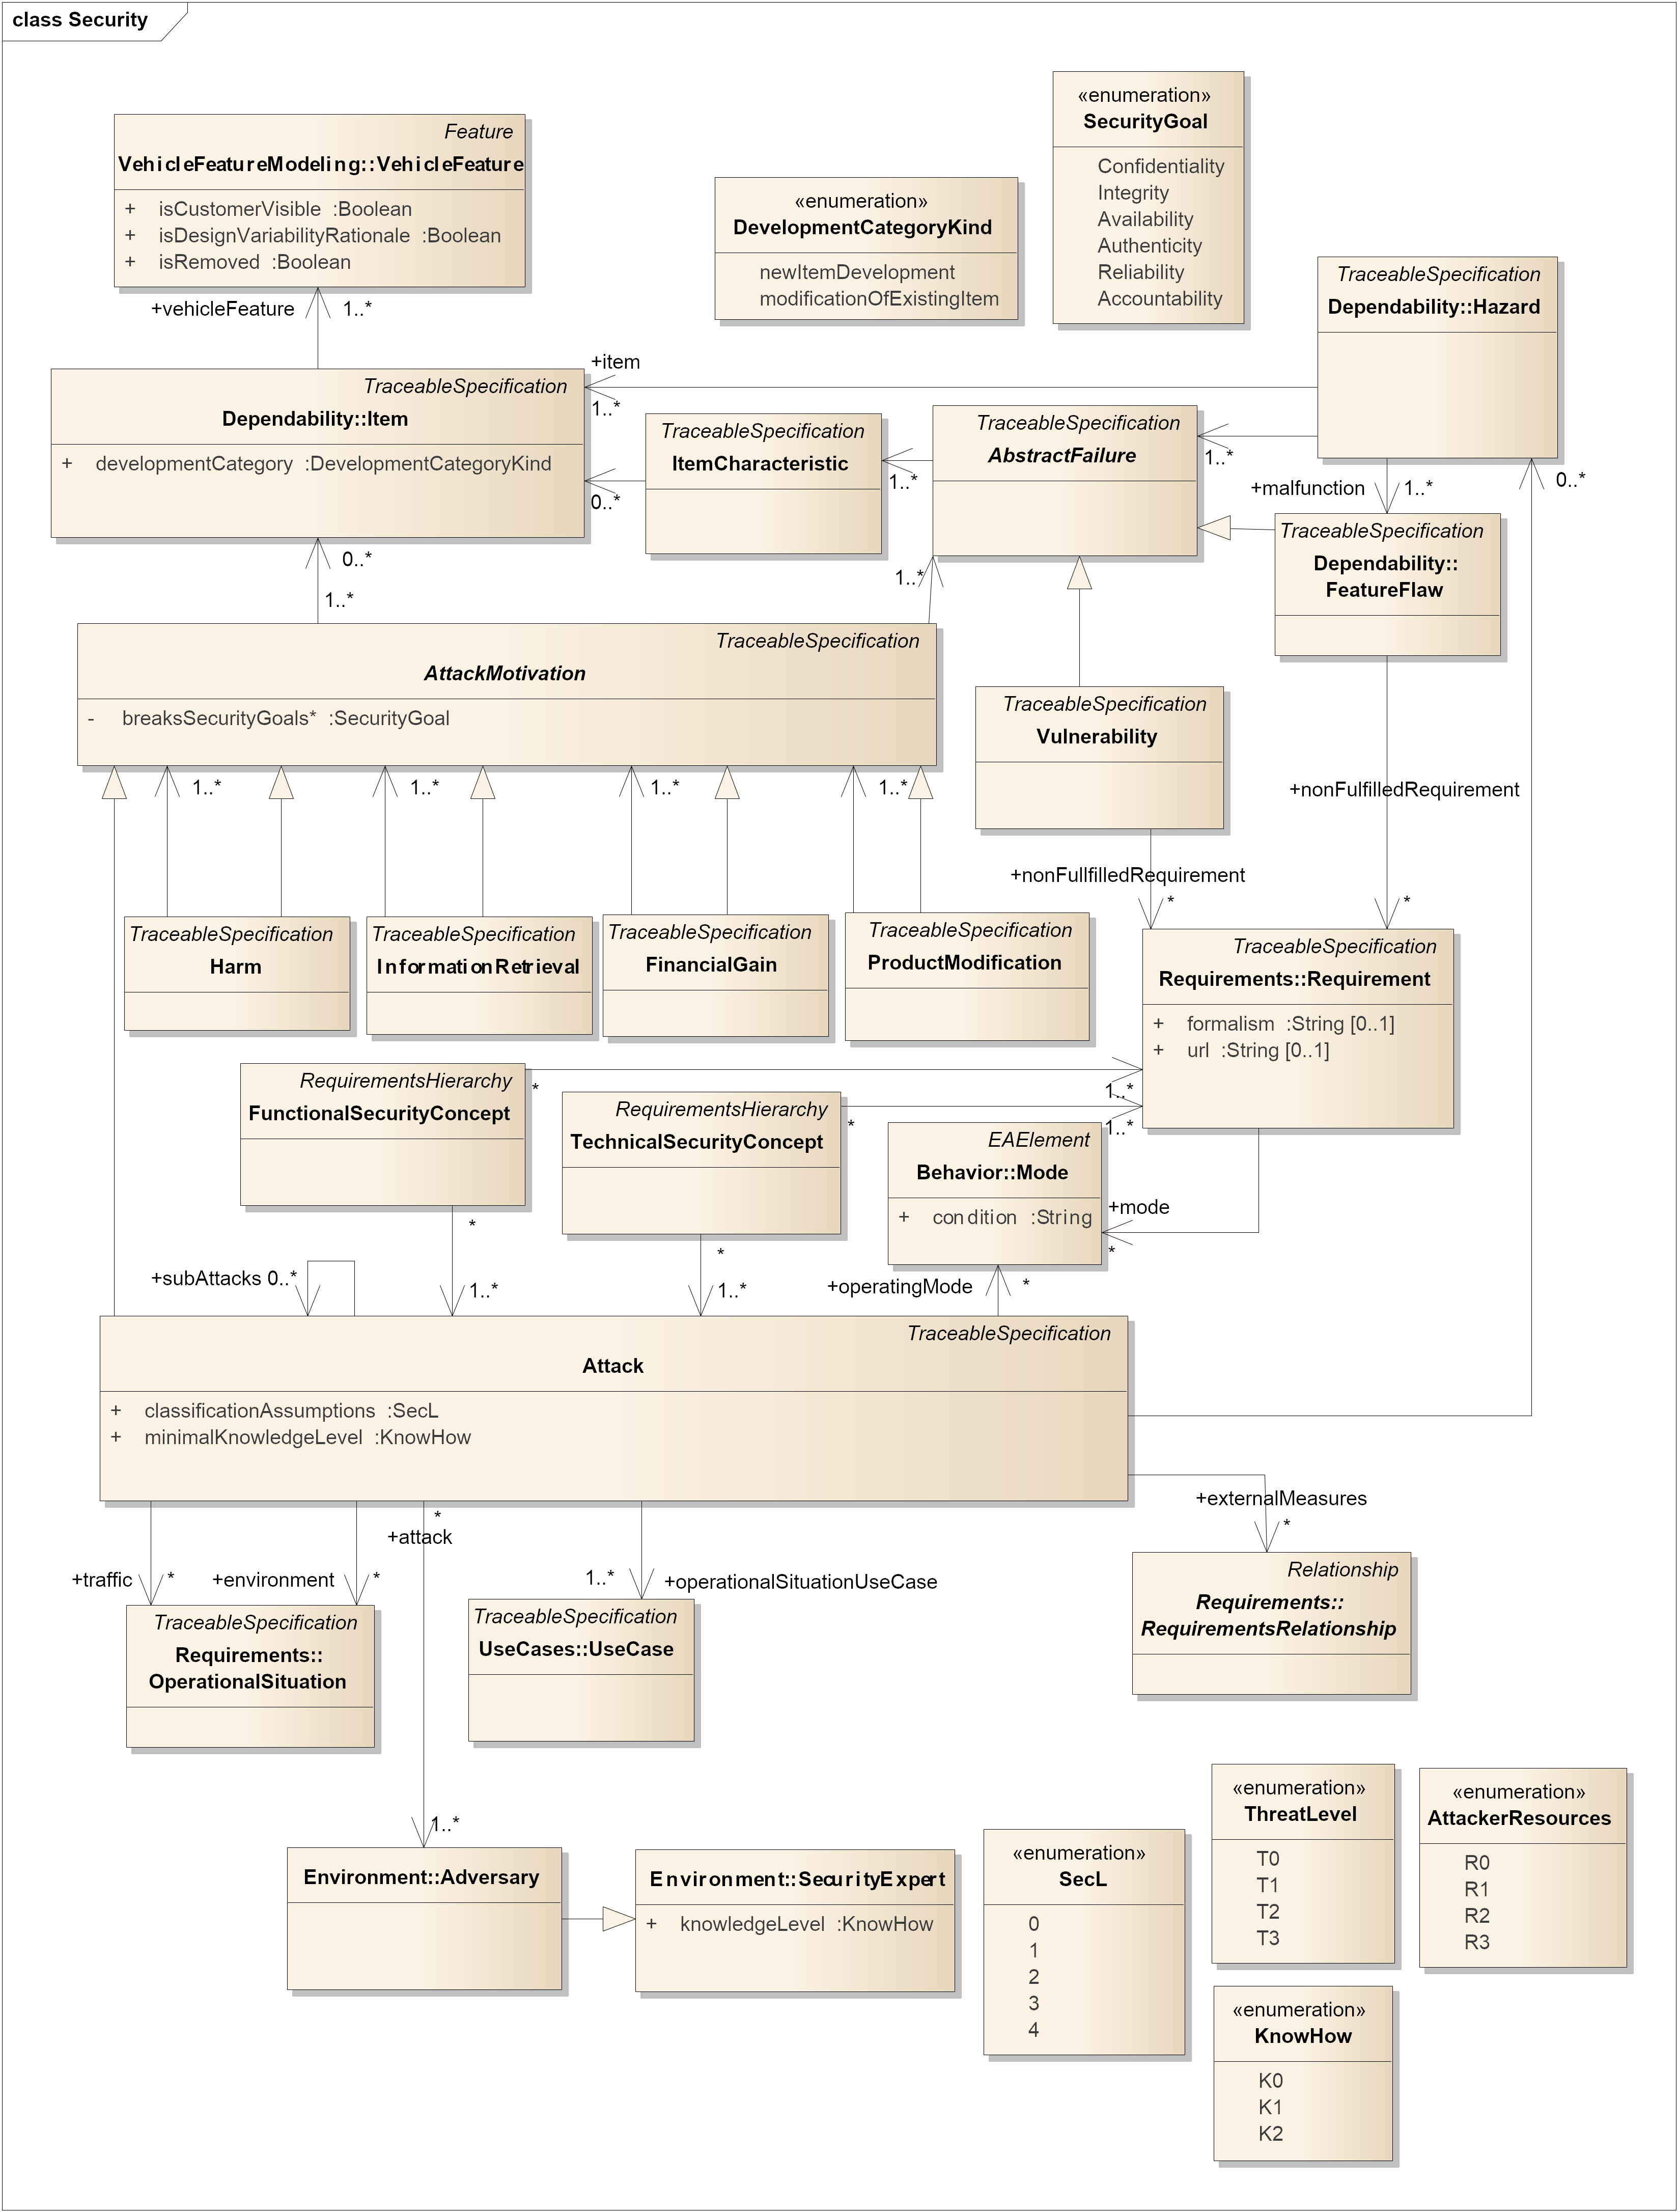 class Security
«enumeration»
SecurityGoal
Confidentiality
Integrity
Availability
Authenticity
Reliability
Accountability
Feature
VehicleFeatureModeling::VehicleFeature
+ isCustomerVisible :Boolean
+ isDesignVariabilityRationale :Boolean
+ isRemoved :Boolean
«enumeration»
DevelopmentCategoryKind
newItemDevelopment
modificationOfExistingItem
TraceableSpecification
Dependability::Hazard
+vehicleFeature 1..*
+item
1..*
TraceableSpecification
Dependability::Item
+ developmentCategory :DevelopmentCategoryKind
0..*
TraceableSpecification
ItemCharacteristic
1..*
TraceableSpecification
AbstractFailure
1..*
+malfunction 1..*
0..*
TraceableSpecification
Dependability::
FeatureFlaw
0..*
1..*
1..*
TraceableSpecification
AttackMotivation
- breaksSecurityGoals* :SecurityGoal
TraceableSpecification
Vulnerability
1..*
1..*
1..*
1..*
+nonFulfilledRequirement
*
+nonFullfilledRequirement
*
TraceableSpecification
Harm
TraceableSpecification
InformationRetrieval
TraceableSpecification
FinancialGain
TraceableSpecification
ProductModification
TraceableSpecification
Requirements::Requirement
+ formalism :String [0..1]
+ url :String [0..1]
RequirementsHierarchy
FunctionalSecurityConcept
*
1..*
RequirementsHierarchy
TechnicalSecurityConcept
*
1..*
EAElement
Behavior::Mode
+ condition :String
+mode
*
*
*
+subAttacks 0..*
1..*
1..*
+operatingMode *
TraceableSpecification
Attack
+ classificationAssumptions :SecL
+ minimalKnowledgeLevel :KnowHow
+externalMeasures
*
*
+attack
+traffic *
+environment *
1..* +operationalSituationUseCase
TraceableSpecification
Requirements::
OperationalSituation
TraceableSpecification
UseCases::UseCase
Relationship
Requirements::
RequirementsRelationship
1..*
Environment::Adversary
Environment::SecurityExpert
+ knowledgeLevel :KnowHow
«enumeration»
SecL
0
1
2
3
4
«enumeration»
ThreatLevel
T0
T1
T2
T3
«enumeration»
AttackerResources
R0
R1
R2
R3
«enumeration»
KnowHow
K0
K1
K2